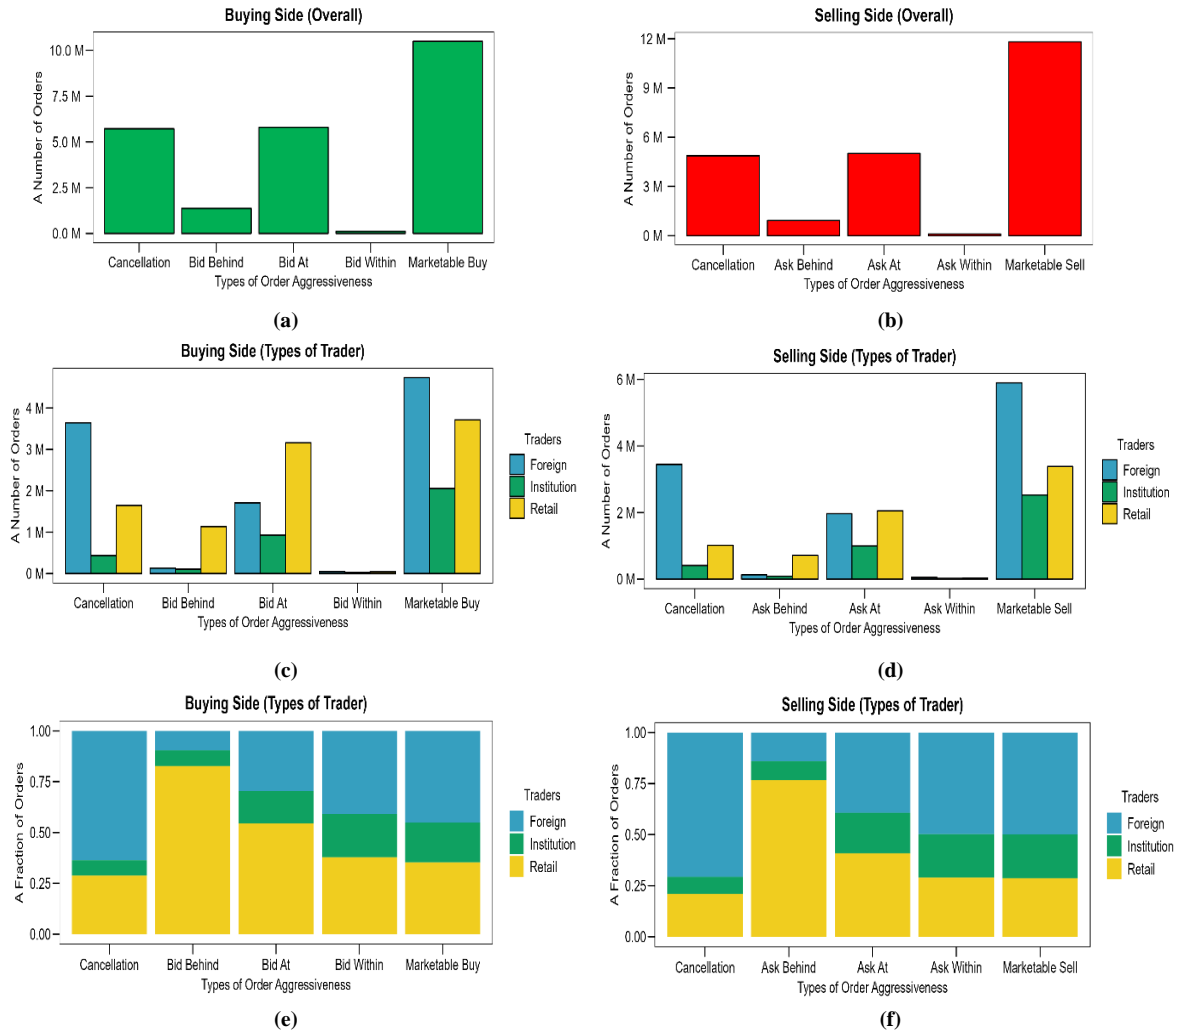 Buying Side (Overall)
A Number of Orders
10.0 M
7.5 M
5.0 M
2.5 M
0.0 M
Cancellation Bid Behind Bid At Bid Within Marketable Buy
Types of Order Aggressiveness
(a)
Selling Side (Overall)
A Number of Orders
12 M
9 M
6 M
3 M
0 M
Cancellation Ask Behind Ask At Ask Within Marketable Sell
Types of Order Aggressiveness
(b)
Buying Side (Types of Trader)
A Number of Orders
4 M
3 M
2 M
1 M
0 M
Cancellation Bid Behind Bid At Bid Within Marketable Buy
Types of Order Aggressiveness
Traders
Foreign
Institution
Retail
(c)
Selling Side (Types of Trader)
A Number of Orders
6 M
4 M
2 M
0 M
Cancellation Ask Behind Ask At Ask Within Marketable Sell
Types of Order Aggressiveness
Traders
Foreign
Institution
Retail
(d)
Buying Side (Types of Trader)
A Fraction of Orders
1.00
0.75
0.50
0.25
0.00
Cancellation Bid Behind Bid At Bid Within Marketable Buy
Types of Order Aggressiveness
Traders
Foreign
Institution
Retail
(e)
Selling Side (Types of Trader)
A Fraction of Orders
1.00
0.75
0.50
0.25
0.00
Cancellation Ask Behind Ask At Ask Within Marketable Sell
Types of Order Aggressiveness
Traders
Foreign
Institution
Retail
(f)